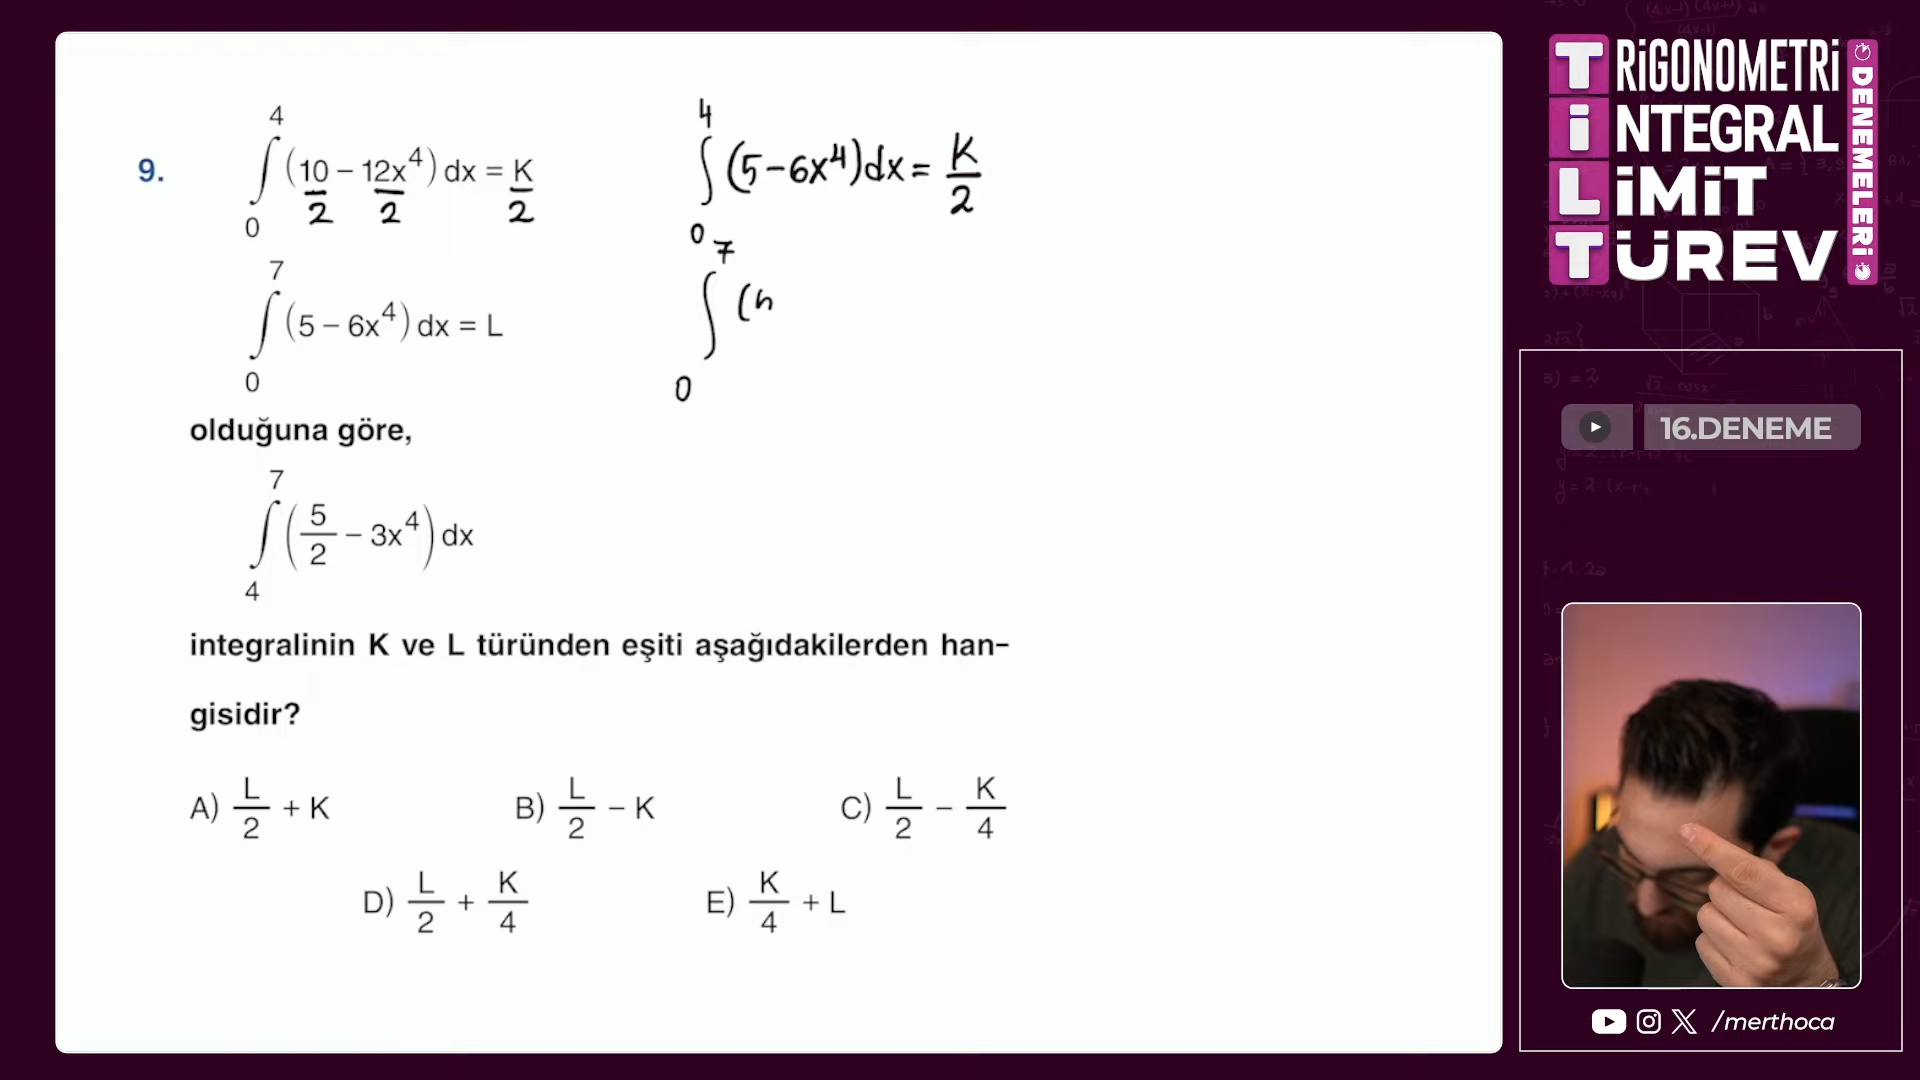 9. ∫₀⁴ (10 – 12x⁴) dx = K
2 2 2
∫₀⁷ (5 – 6x⁴) dx = L
olduğuna göre,
∫₄⁷ (5/2 – 3x⁴) dx
integralinin K ve L türünden eşiti aşağıdakilerden han-
gisidir?
A) L/2 + K B) L/2 – K C) L/2 – K/4
D) L/2 + K/4 E) K/4 + L
∫₀⁴ (5-6x⁴)dx = K/2
∫₀⁷ (
TRİGONOMETRİ
İNTEGRAL
LİMİT
TÜREV
DENEMELERİ
16.DENEME
/merthoca